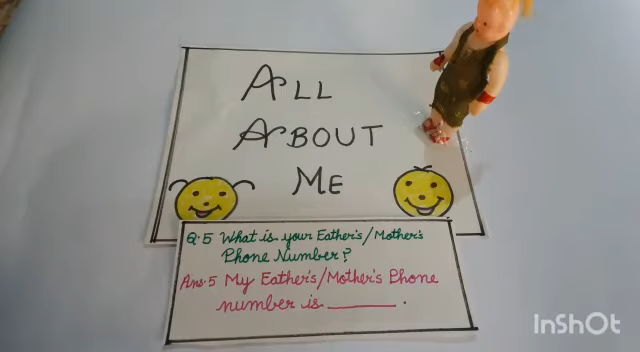 ALL
ABOUT
ME
Q.5 What is your Father's/Mother's
Phone Number?
Ans.5 My Father's/Mother's Phone
number is ________ .
InShOt